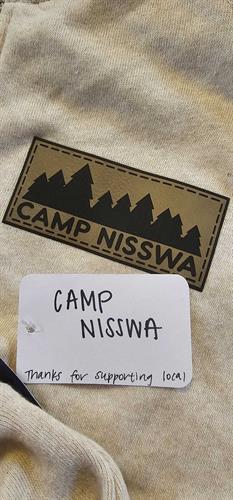 CAMP NISSWA
CAMP
NISSWA
Thanks for supporting local